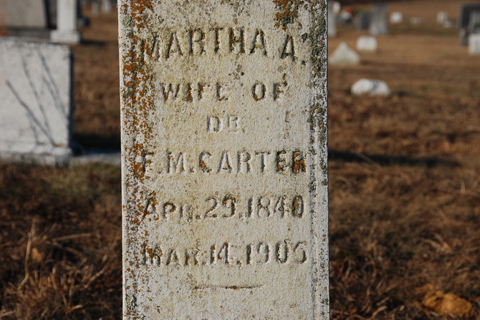 MARTHA A.
WIFE OF
DR.
F. M. CARTER
APR. 29. 1840
MAR. 14. 1905